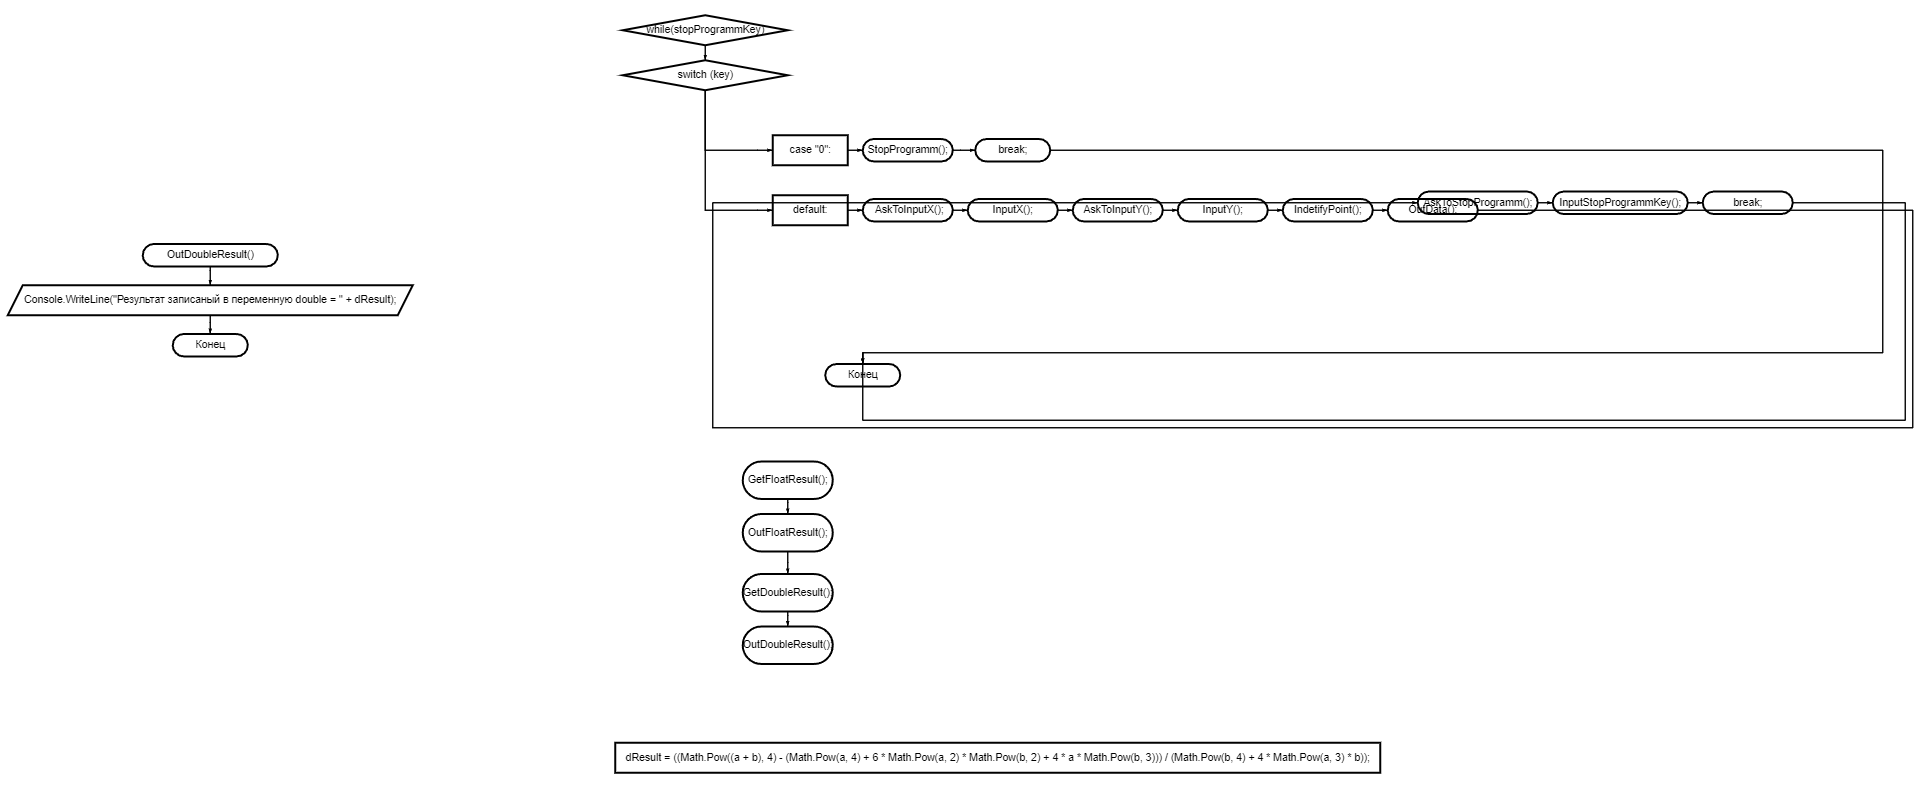 while(stopProgrammKey)
switch (key)
case "0":
StopProgramm();
break;
default:
AskToInputX();
InputX();
AskToInputY();
InputY();
IndetifyPoint();
OutData();
AskToStopProgramm();
InputStopProgrammKey();
break;
OutDoubleResult()
Console.WriteLine("Результат записаный в переменную double = " + dResult);
Конец
Конец
GetFloatResult();
OutFloatResult();
GetDoubleResult();
OutDoubleResult();
dResult = ((Math.Pow((a + b), 4) - (Math.Pow(a, 4) + 6 * Math.Pow(a, 2) * Math.Pow(b, 2) + 4 * a * Math.Pow(b, 3))) / (Math.Pow(b, 4) + 4 * Math.Pow(a, 3) * b));